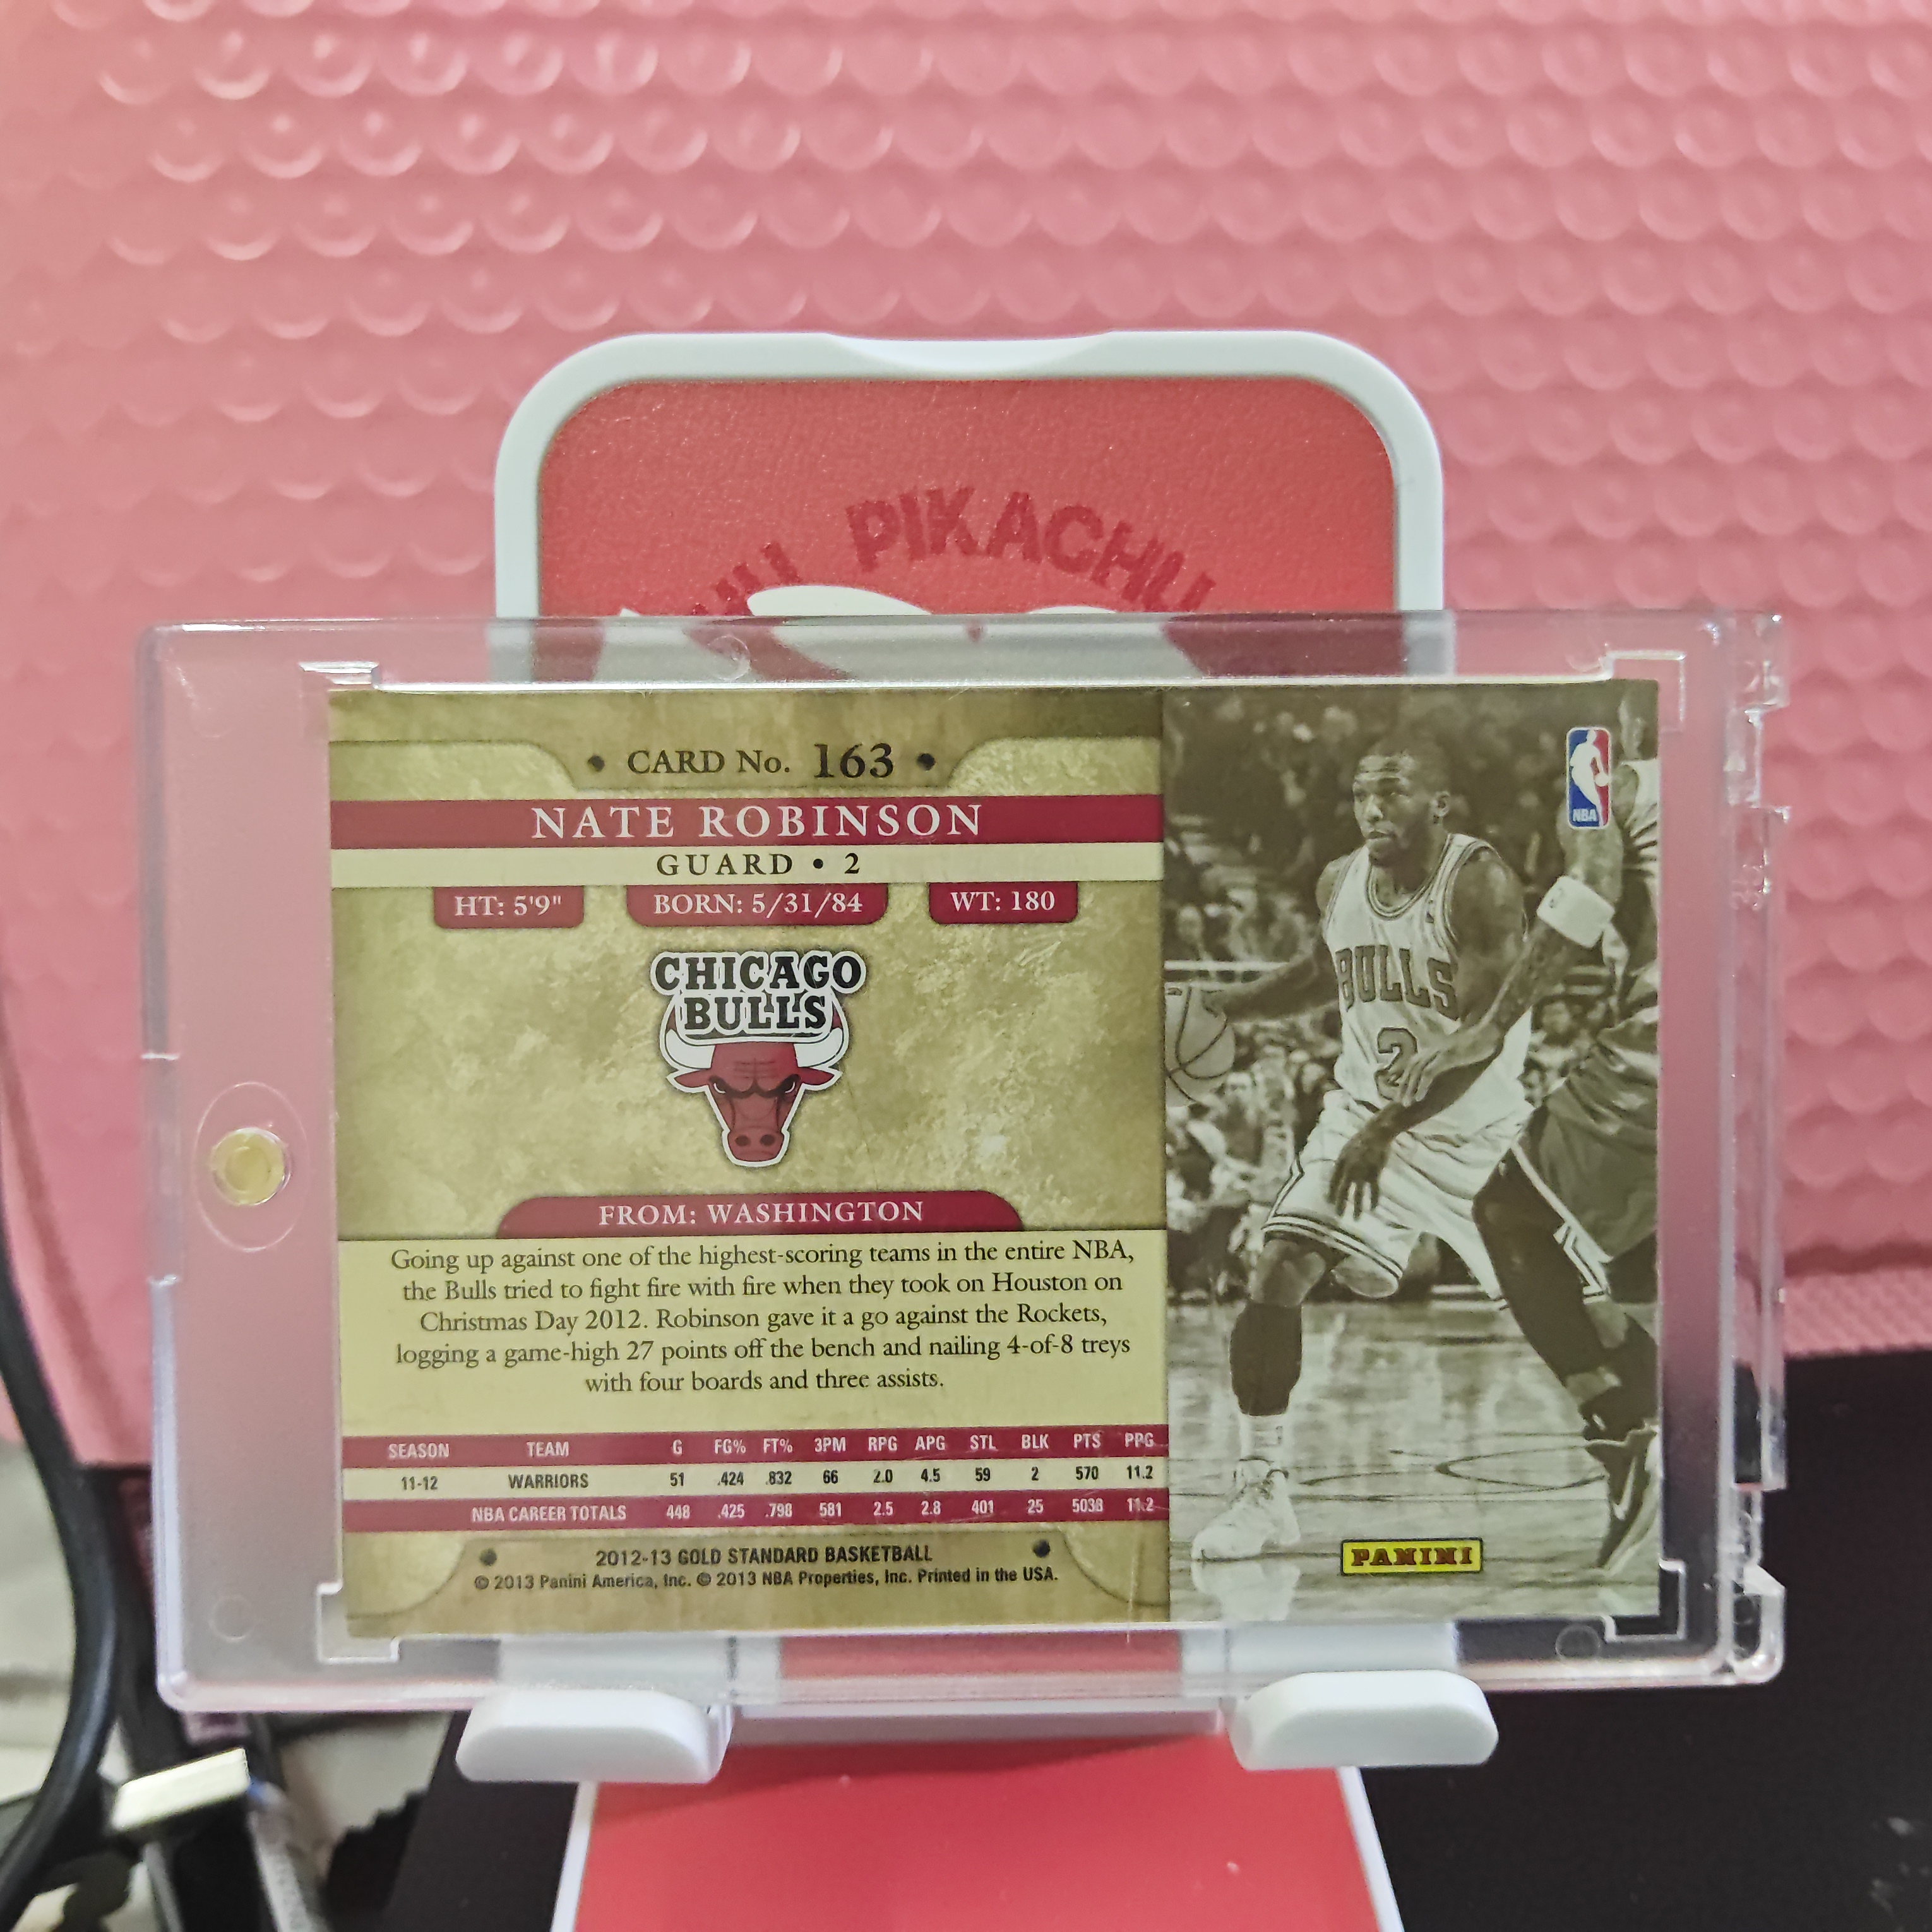 PIKACHU
CARD No. 163
NATE ROBINSON
GUARD • 2
HT: 5'9" BORN: 5/31/84 WT: 180
CHICAGO
BULLS
FROM: WASHINGTON
Going up against one of the highest-scoring teams in the entire NBA,
the Bulls tried to fight fire with fire when they took on Houston on
Christmas Day 2012. Robinson gave it a go against the Rockets,
logging a game-high 27 points off the bench and nailing 4-of-8 treys
with four boards and three assists.
SEASON TEAM G FG% FT% 3PM RPG APG STL BLK PTS PPG
11-12 WARRIORS 51 .424 .832 66 2.0 4.5 59 2 570 11.2
NBA CAREER TOTALS 448 .425 .798 581 2.5 2.8 401 25 5038 11.2
2012-13 GOLD STANDARD BASKETBALL
© 2013 Panini America, Inc. © 2013 NBA Properties, Inc. Printed in the USA.
NBA
BULLS
2
PANINI